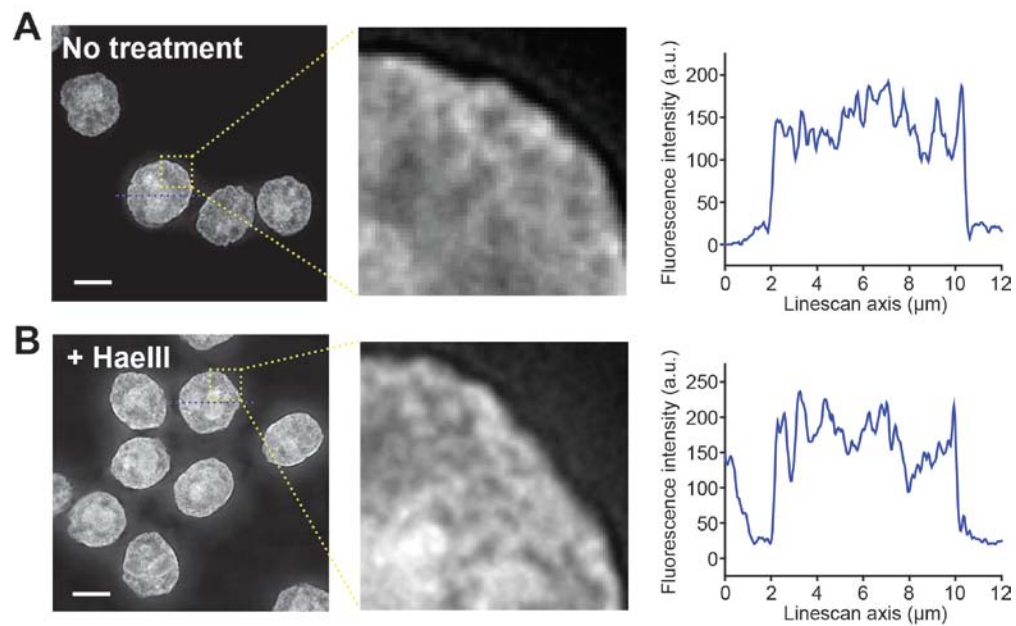 A
No treatment
Fluorescence intensity (a.u.)
200
150
100
50
0
0 2 4 6 8 10 12
Linescan axis (μm)
B
+ HaeIII
Fluorescence intensity (a.u.)
250
200
150
100
50
0
0 2 4 6 8 10 12
Linescan axis (μm)